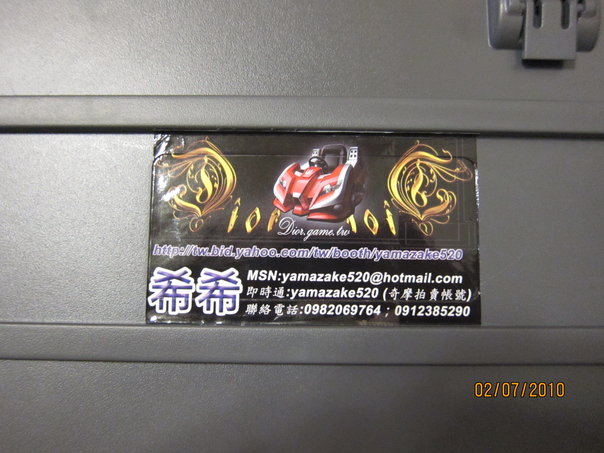 Dior
Dior.game.tw
http://tw.bid.yahoo.com/tw/booth/yamazake520
希希
MSN:yamazake520@hotmail.com
即時通:yamazake520 (奇摩拍賣帳號)
聯絡電話:0982069764 ; 0912385290
02/07/2010